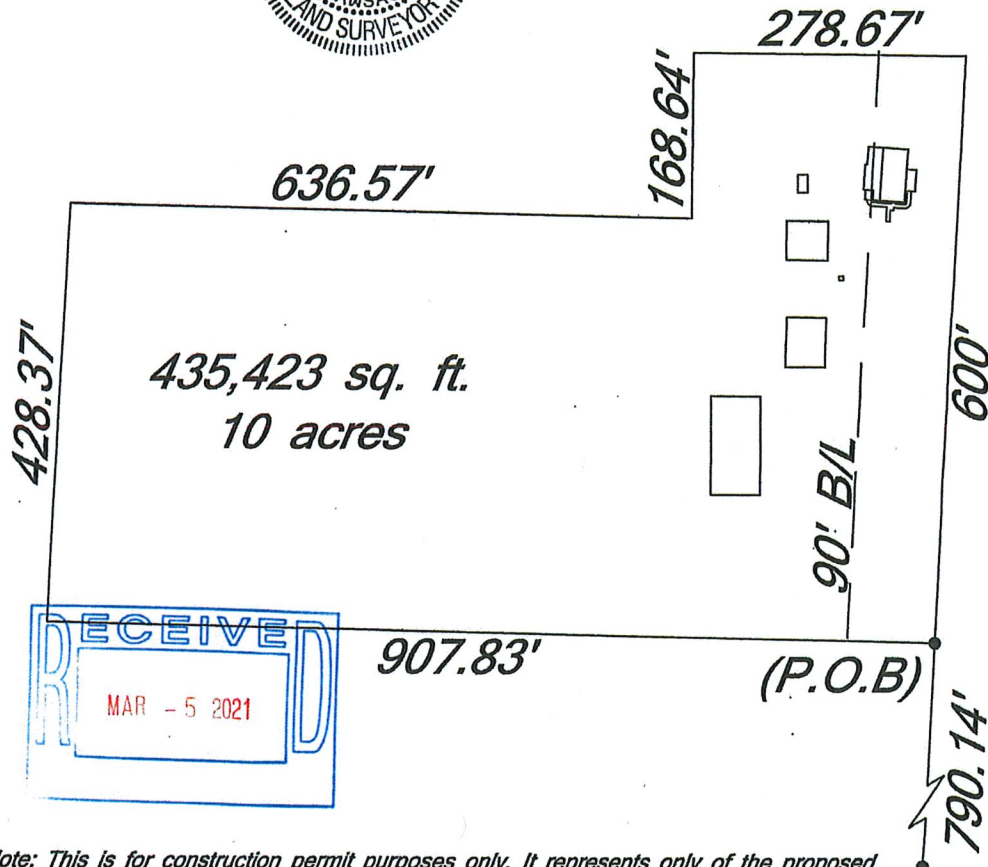 LAND SURVEYOR
278.67'
168.64'
636.57'
428.37'
435,423 sq. ft.
10 acres
600'
90' B/L
RECEIVED
MAR - 5 2021
907.83'
(P.O.B)
790.14'
Note: This is for construction permit purposes only. It represents only of the proposed